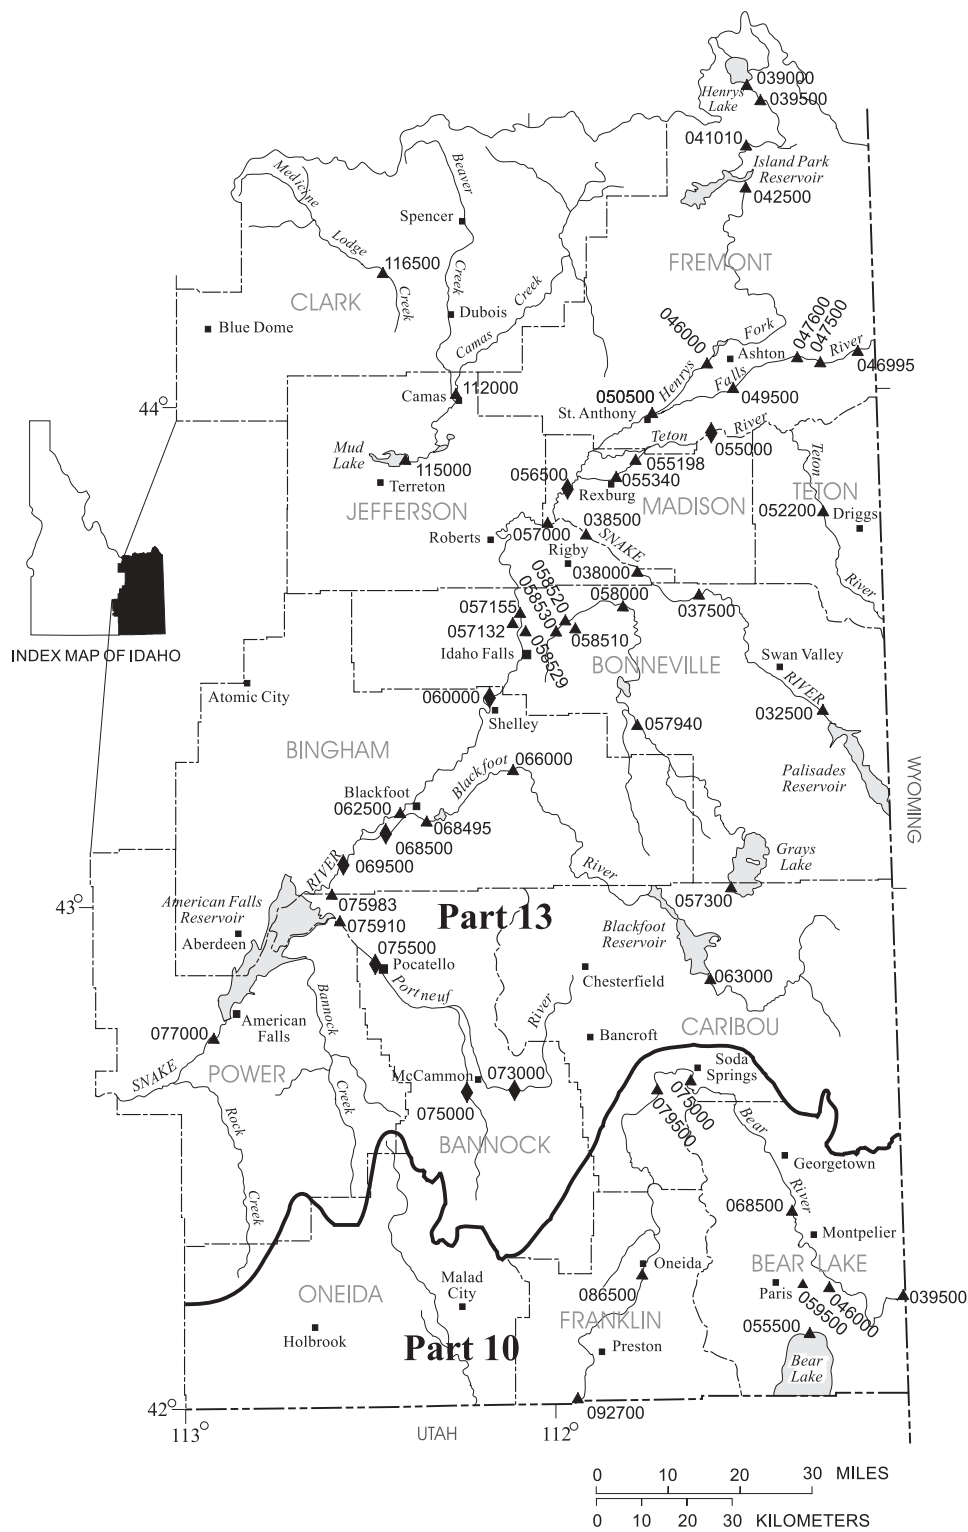 039000
Henrys
Lake
039500
041010
Island Park
Reservoir
042500
Medicine
Lodge
Creek
Beaver
Creek
Spencer
116500
FREMONT
CLARK
Camas Creek
Dubois
Blue Dome
046000
Henrys Fork
Ashton
047600
047500
Falls River
046995
112000
Camas
44°
050500
St. Anthony
049500
Mud
Lake
115000
Terreton
Teton River
055000
055198
055340
056500
Rexburg
MADISON
TETON
Teton
River
052200
Driggs
JEFFERSON
Roberts
057000
038500
SNAKE
Rigby
038000
058520
058530
058000
037500
057155
057132
058510
058529
Idaho Falls
BONNEVILLE
Swan Valley
RIVER
INDEX MAP OF IDAHO
Atomic City
060000
Shelley
032500
057940
BINGHAM
Blackfoot
066000
Palisades
Reservoir
WYOMING
Blackfoot
062500
068495
068500
069500
RIVER
Grays
Lake
River
057300
43°
American Falls
Reservoir
075983
Part 13
075910
Aberdeen
075500
Pocatello
Blackfoot
Reservoir
Chesterfield
063000
Portneuf
River
Bannock
Creek
American
Falls
077000
Bancroft
CARIBOU
SNAKE
POWER
McCammon
073000
Soda
Springs
075000
075000
079500
Bear
River
Rock
Creek
BANNOCK
Georgetown
068500
Montpelier
Oneida
BEAR LAKE
086500
Malad
City
ONEIDA
Paris
059500
046000
039500
FRANKLIN
055500
Holbrook
Part 10
Preston
Bear
Lake
42°
092700
113°
112°
UTAH
0 10 20 30 MILES
0 10 20 30 KILOMETERS